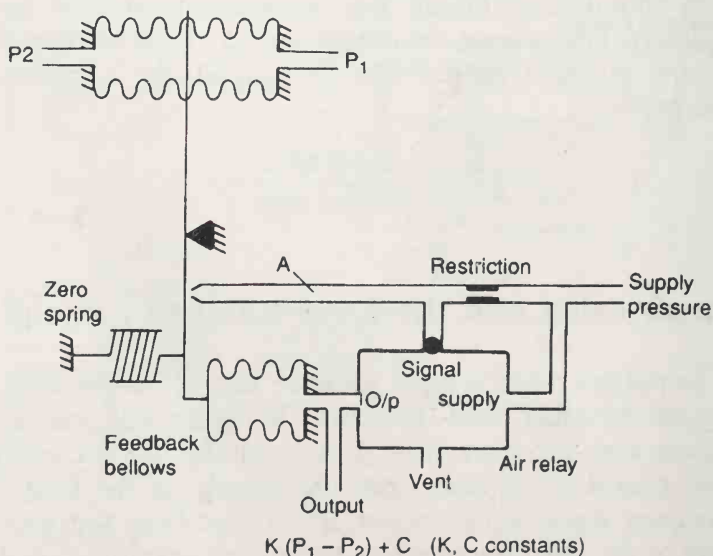 P2
P₁
A
Restriction
Supply
pressure
Zero
spring
Signal
O/p
supply
Feedback
bellows
Air relay
Vent
Output
K (P₁ – P₂) + C (K, C constants)